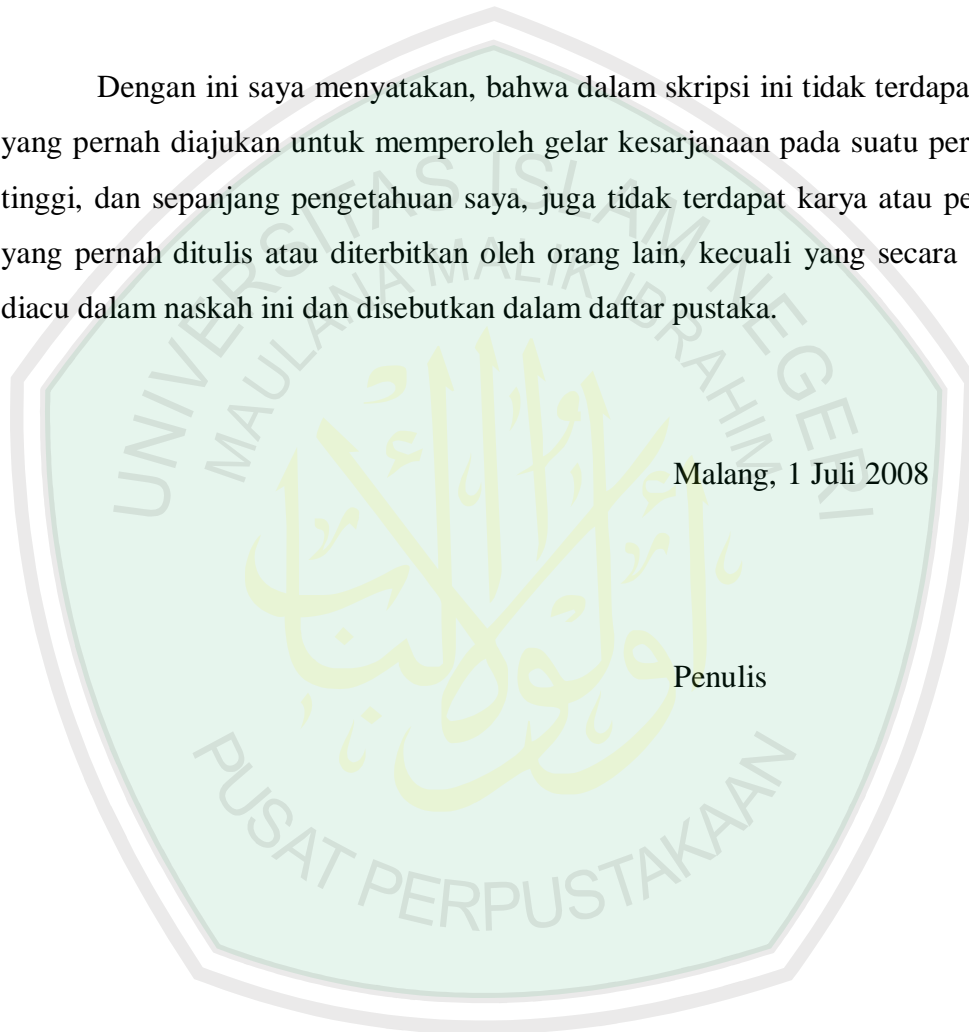 Dengan ini saya menyatakan, bahwa dalam skripsi ini tidak terdapa
yang pernah diajukan untuk memperoleh gelar kesarjanaan pada suatu per
tinggi, dan sepanjang pengetahuan saya, juga tidak terdapat karya atau pe
yang pernah ditulis atau diterbitkan oleh orang lain, kecuali yang secara
diacu dalam naskah ini dan disebutkan dalam daftar pustaka.
Malang, 1 Juli 2008
Penulis
UNIVERSITAS ISLAM NEGERI
MAULANA MALIK IBRAHIM
أولوا الألباب
PUSAT PERPUSTAKAAN